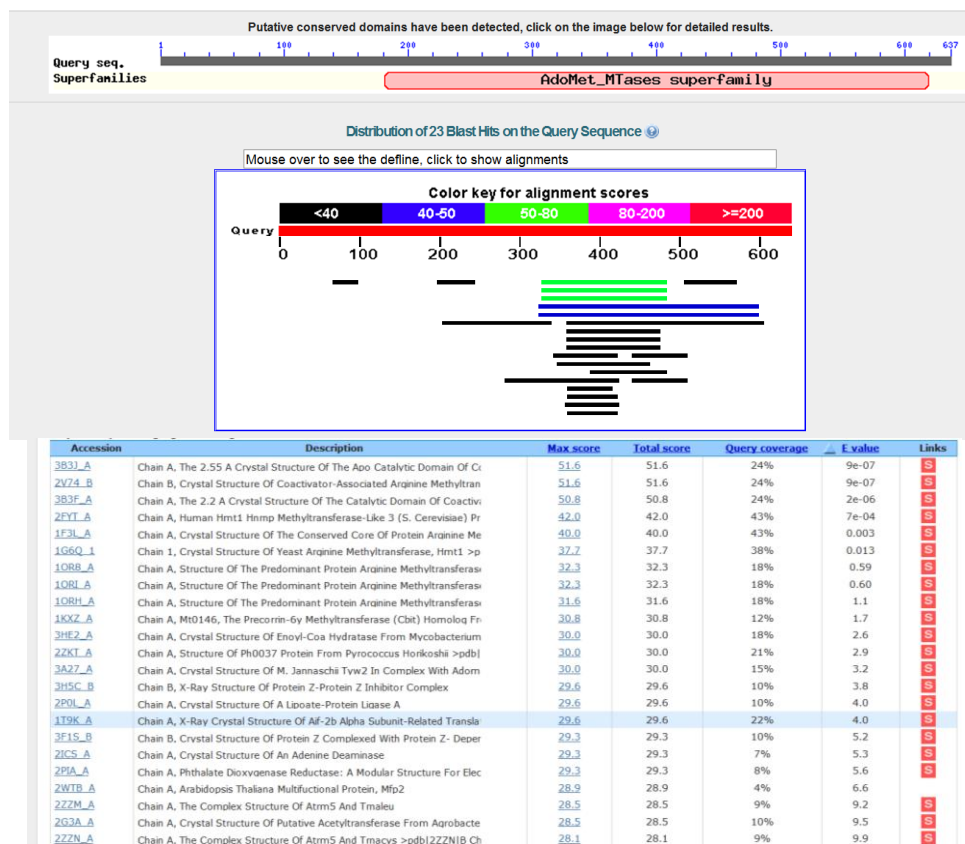 Putative conserved domains have been detected, click on the image below for detailed results.
1 100 200 300 400 500 600 637
Query seq.
Superfamilies AdoMet_MTases superfamily
Distribution of 23 Blast Hits on the Query Sequence
Mouse over to see the defline, click to show alignments
Color key for alignment scores
<40 40-50 50-80 80-200 >=200
Query
0 100 200 300 400 500 600
Accession Description Max score Total score Query coverage E value Links
3B3J_A Chain A, The 2.55 A Crystal Structure Of The Apo Catalytic Domain Of Co 51.6 51.6 24% 9e-07 S
2V74_B Chain B, Crystal Structure Of Coactivator-Associated Arginine Methyltran 51.6 51.6 24% 9e-07 S
3B3F_A Chain A, The 2.2 A Crystal Structure Of The Catalytic Domain Of Coactiva 50.8 50.8 24% 2e-06 S
2FYT_A Chain A, Human Hmt1 Hnrnp Methyltransferase-Like 3 (S. Cerevisiae) Pr 42.0 42.0 43% 7e-04 S
1F3L_A Chain A, Crystal Structure Of The Conserved Core Of Protein Arginine Me 40.0 40.0 43% 0.003 S
1G6Q_1 Chain 1, Crystal Structure Of Yeast Arginine Methyltransferase, Hmt1 >p 37.7 37.7 38% 0.013 S
1OR8_A Chain A, Structure Of The Predominant Protein Arginine Methyltransferase 32.3 32.3 18% 0.59 S
1ORI_A Chain A, Structure Of The Predominant Protein Arginine Methyltransferase 32.3 32.3 18% 0.60 S
1ORH_A Chain A, Structure Of The Predominant Protein Arginine Methyltransferase 31.6 31.6 18% 1.1 S
1KXZ_A Chain A, Mt0146, The Precorrin-6y Methyltransferase (Cbit) Homolog Fr 30.8 30.8 12% 1.7 S
3HE2_A Chain A, Crystal Structure Of Enoyl-Coa Hydratase From Mycobacterium 30.0 30.0 18% 2.6 S
2ZKT_A Chain A, Structure Of Ph0037 Protein From Pyrococcus Horikoshii >pdb| 30.0 30.0 21% 2.9 S
3A27_A Chain A, Crystal Structure Of M. Jannaschii Tyw2 In Complex With Adom 30.0 30.0 15% 3.2 S
3H5C_B Chain B, X-Ray Structure Of Protein Z-Protein Z Inhibitor Complex 29.6 29.6 10% 3.8 S
2P0L_A Chain A, Crystal Structure Of A Lipoate-Protein Ligase A 29.6 29.6 10% 4.0 S
1T9K_A Chain A, X-Ray Crystal Structure Of Aif-2b Alpha Subunit-Related Transla 29.6 29.6 22% 4.0 S
3F1S_B Chain B, Crystal Structure Of Protein Z Complexed With Protein Z- Deper 29.3 29.3 10% 5.2 S
2ICS_A Chain A, Crystal Structure Of An Adenine Deaminase 29.3 29.3 7% 5.3 S
2PIA_A Chain A, Phthalate Dioxygenase Reductase: A Modular Structure For Elec 29.3 29.3 8% 5.6 S
2WTB_A Chain A, Arabidopsis Thaliana Multifuctional Protein, Mfp2 28.9 28.9 4% 6.6
2ZZM_A Chain A, The Complex Structure Of Atrm5 And Trnaleu 28.5 28.5 9% 9.2 S
2G3A_A Chain A, Crystal Structure Of Putative Acetyltransferase From Agrobacte 28.5 28.5 10% 9.5 S
2ZZN_A Chain A, The Complex Structure Of Atrm5 And Trnacys >pdb|2ZZN|B Ch 28.1 28.1 9% 9.9 S